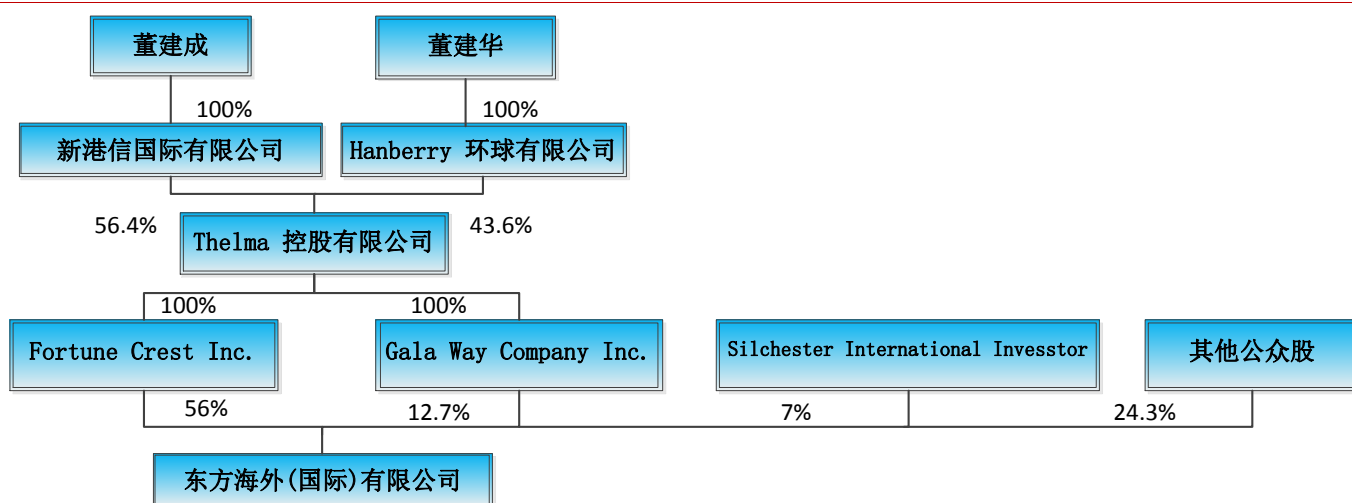 董建成
董建华
100%
100%
新港信国际有限公司
Hanberry 环球有限公司
56.4%
43.6%
Thelma 控股有限公司
100%
100%
Fortune Crest Inc.
Gala Way Company Inc.
Silchester International Invesstor
其他公众股
56%
12.7%
7%
24.3%
东方海外(国际)有限公司